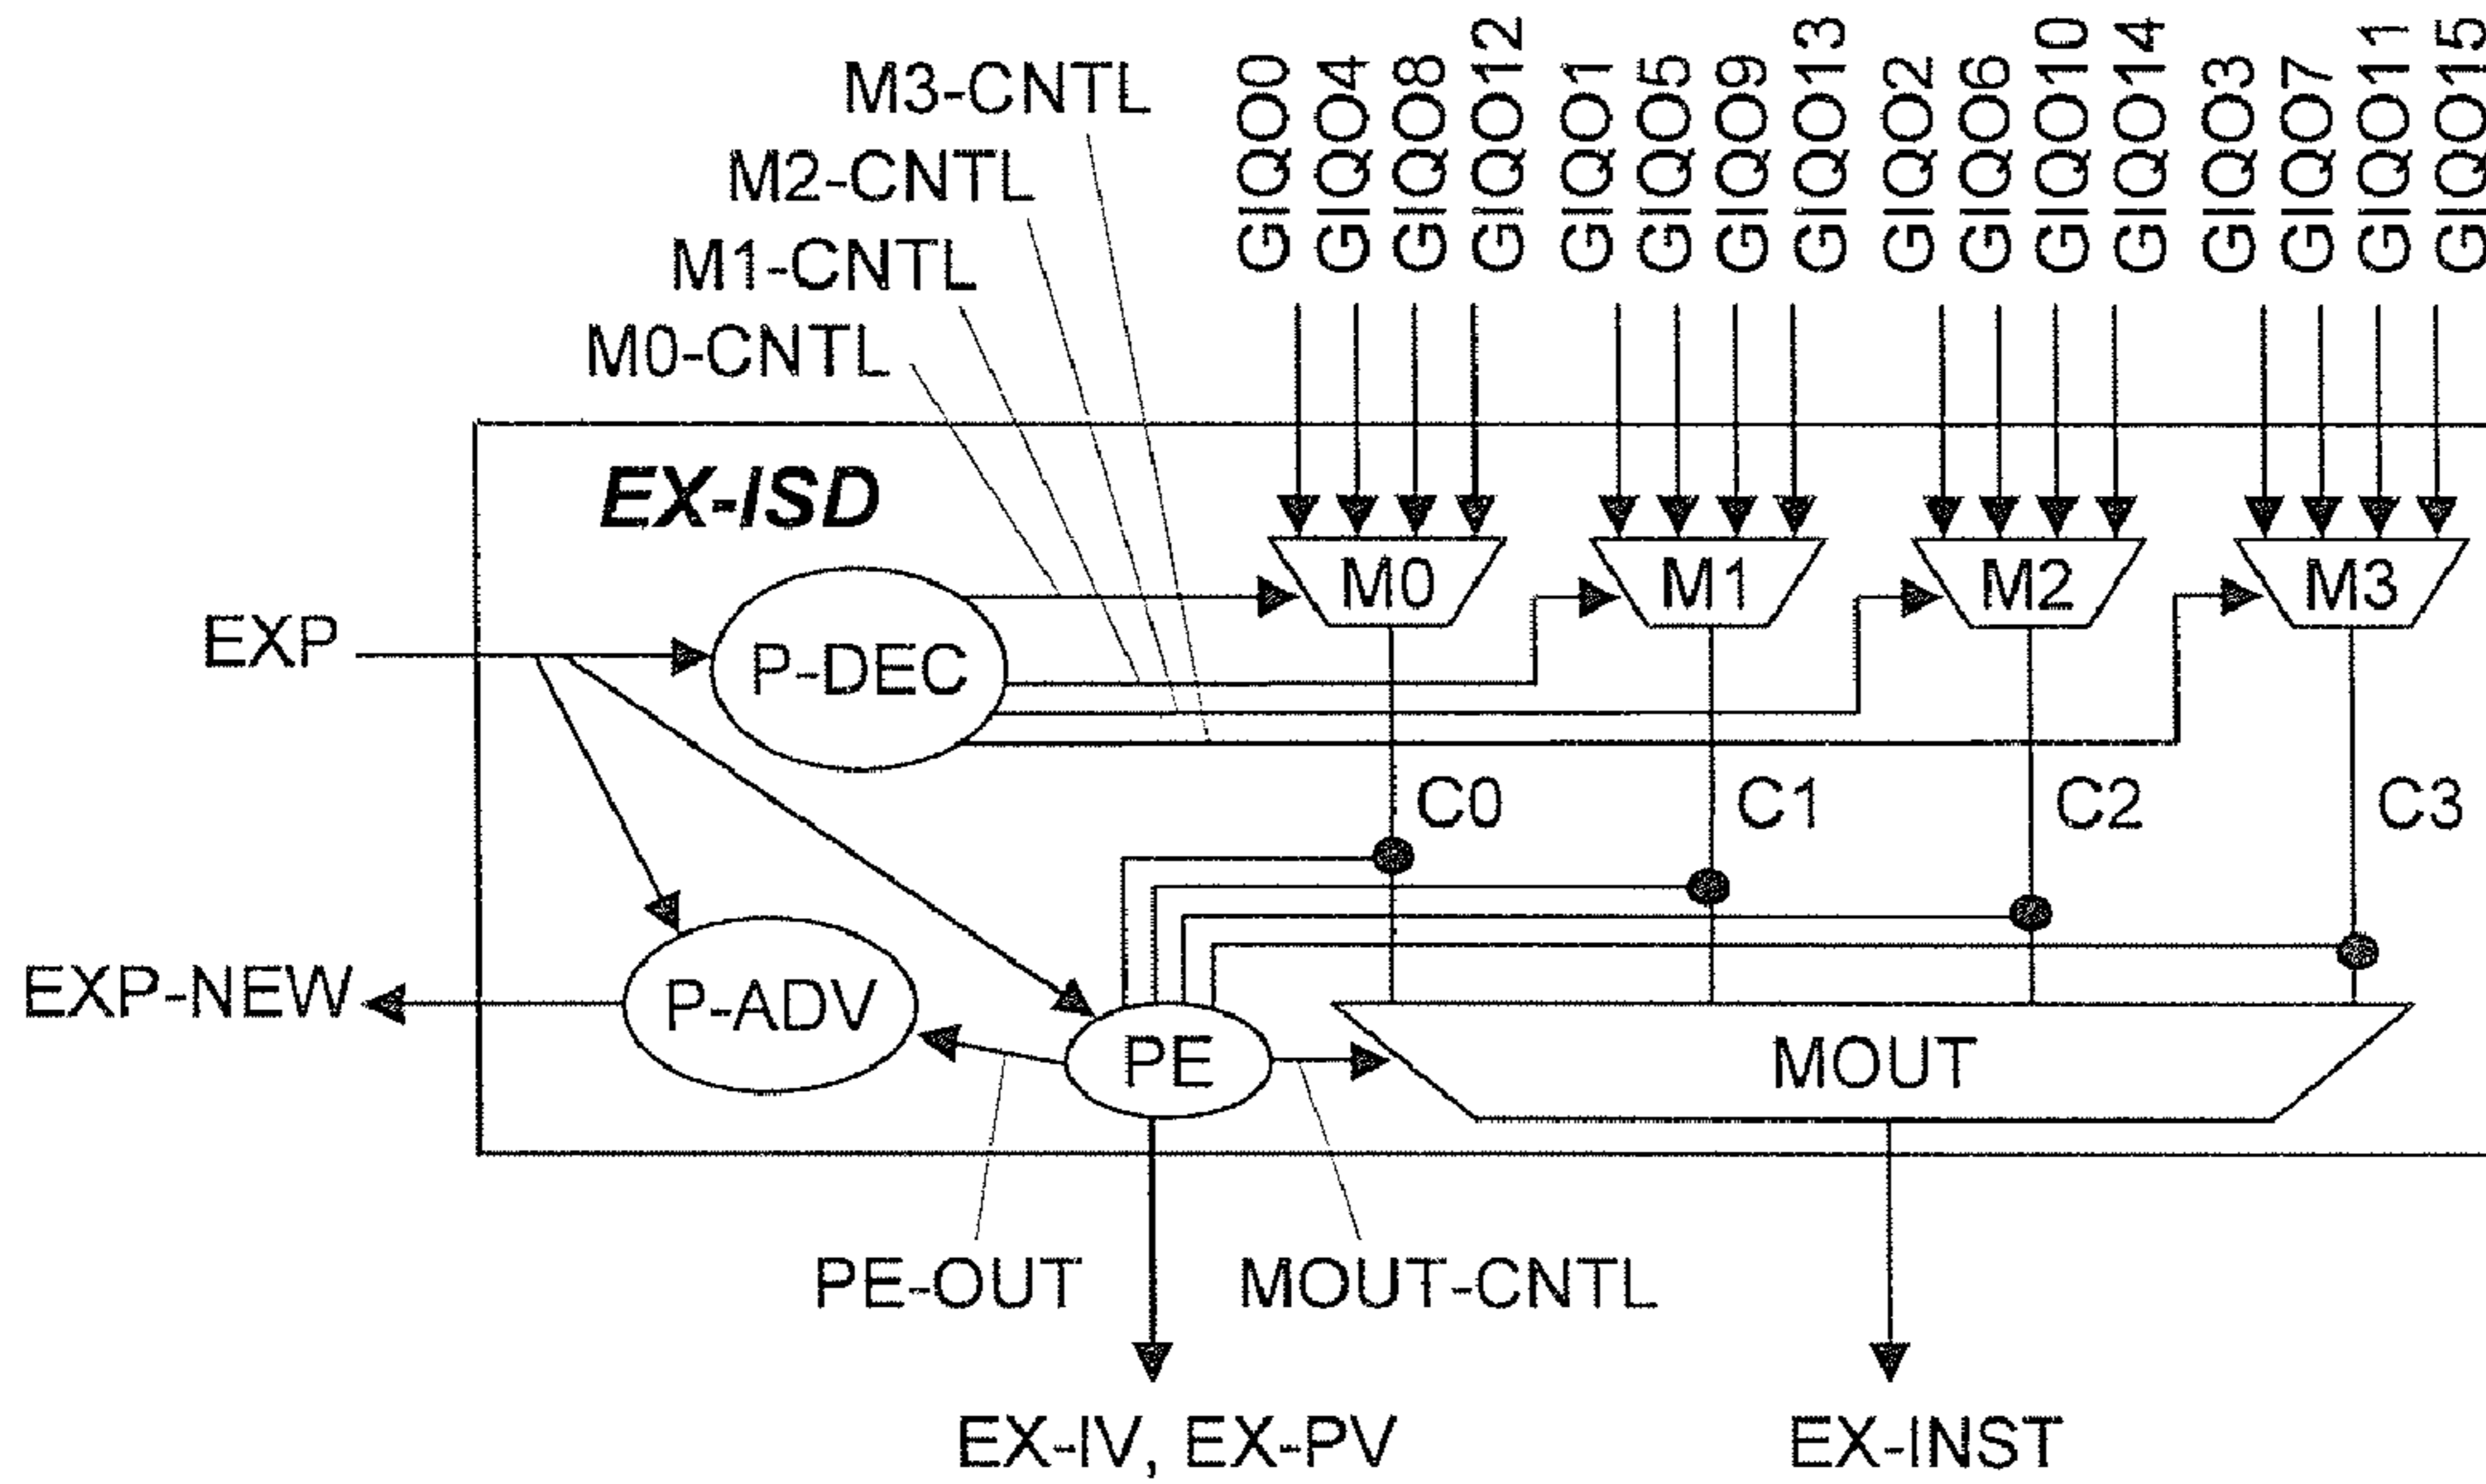 M3-CNTL
M2-CNTL
M1-CNTL
M0-CNTL
GIQO0
GIQO4
GIQO8
GIQO12
GIQO1
GIQO5
GIQO9
GIQO13
GIQO2
GIQO6
GIQO10
GIQO14
GIQO3
GIQO7
GIQO11
GIQO15
EX-ISD
M0
M1
M2
M3
EXP
P-DEC
C0
C1
C2
C3
EXP-NEW
P-ADV
PE
MOUT
PE-OUT
MOUT-CNTL
EX-IV, EX-PV
EX-INST